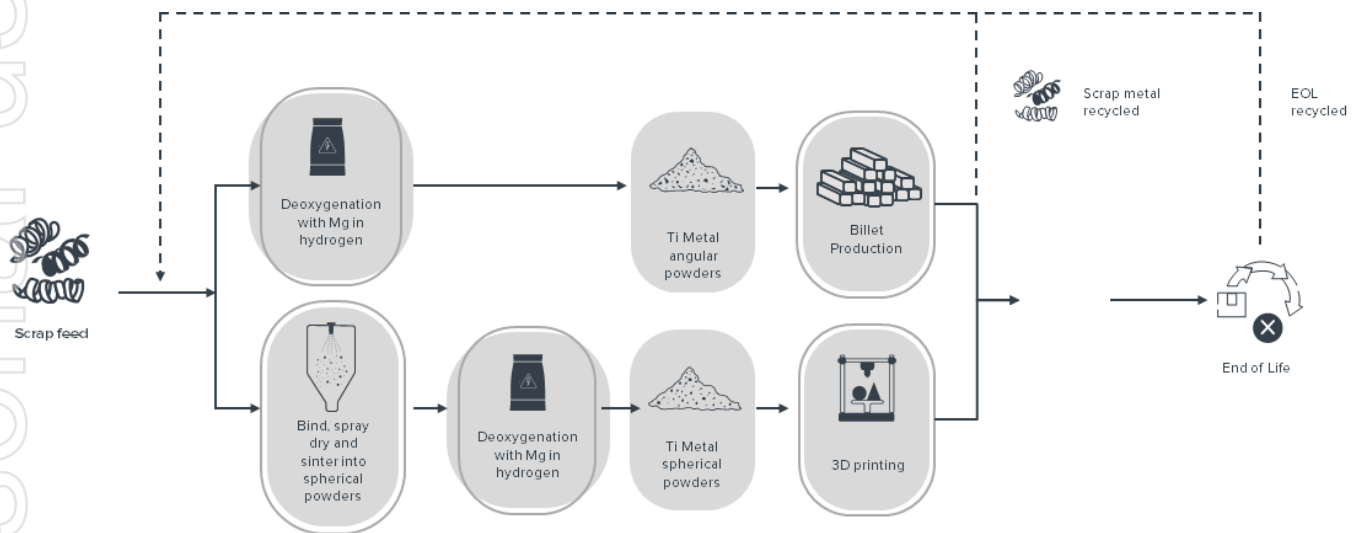 Scrap metal
recycled
EOL
recycled
Deoxygenation
with Mg in
hydrogen
Ti Metal
angular
powders
Billet
Production
Scrap feed
End of Life
Bind, spray
dry and
sinter into
spherical
powders
Deoxygenation
with Mg in
hydrogen
Ti Metal
spherical
powders
3D printing